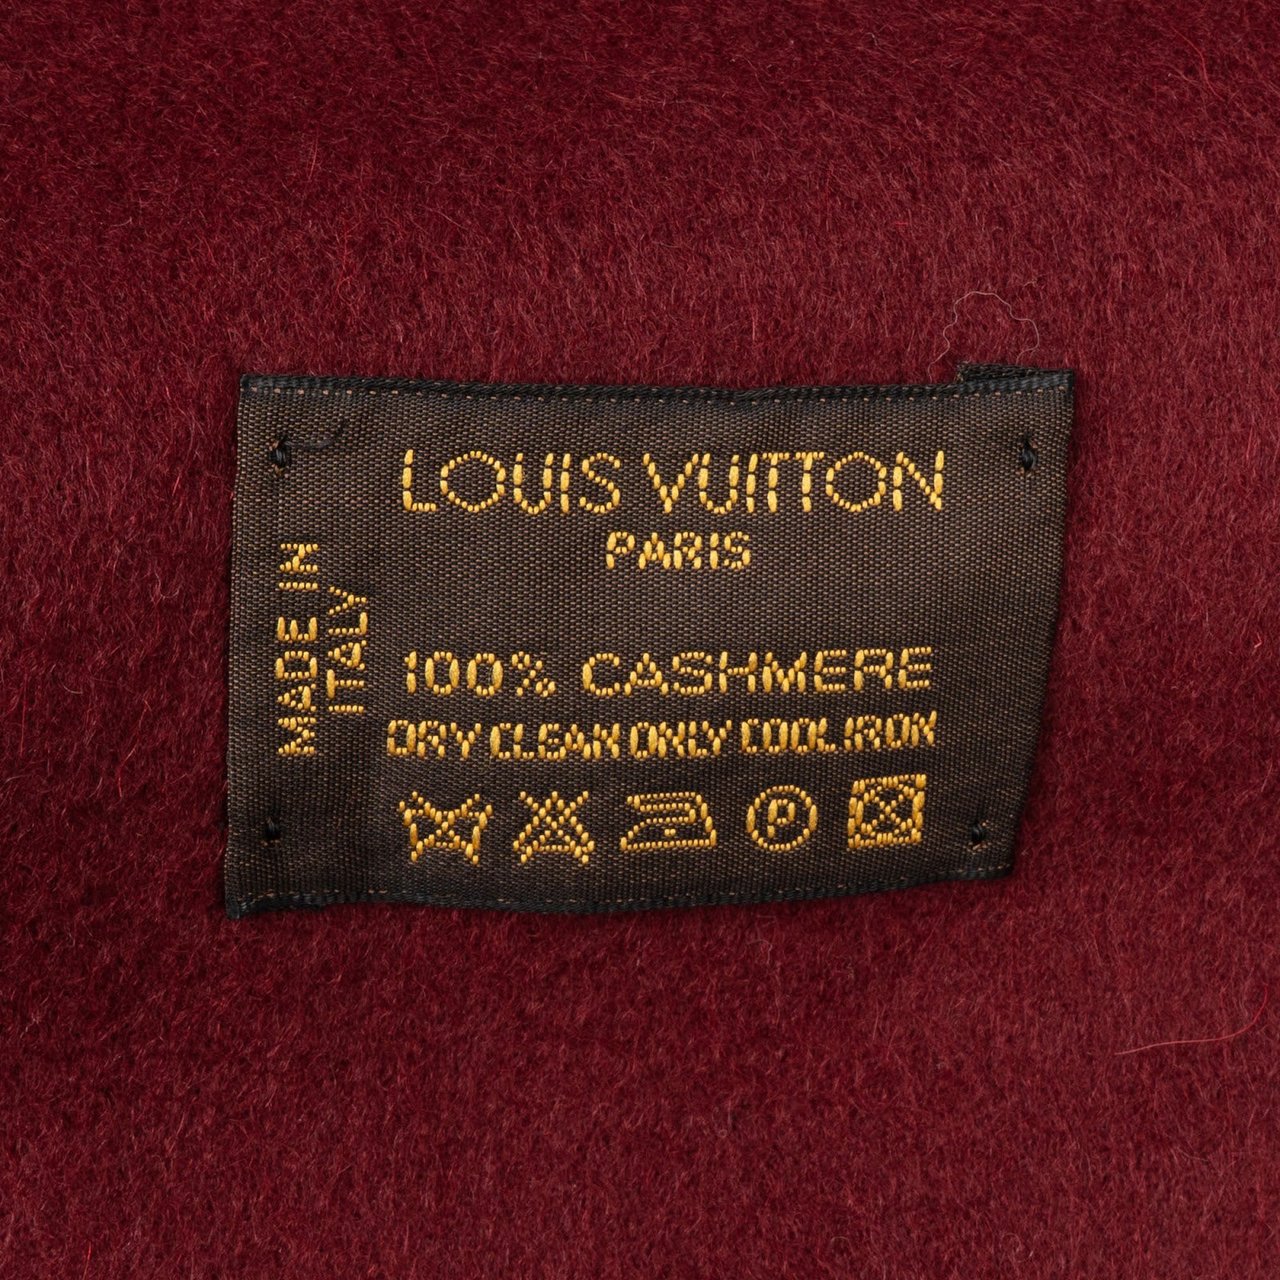 LOUIS VUITTON
PARIS
MADE IN
ITALY
100% CASHMERE
DRY CLEAN ONLY COOL IRON
P